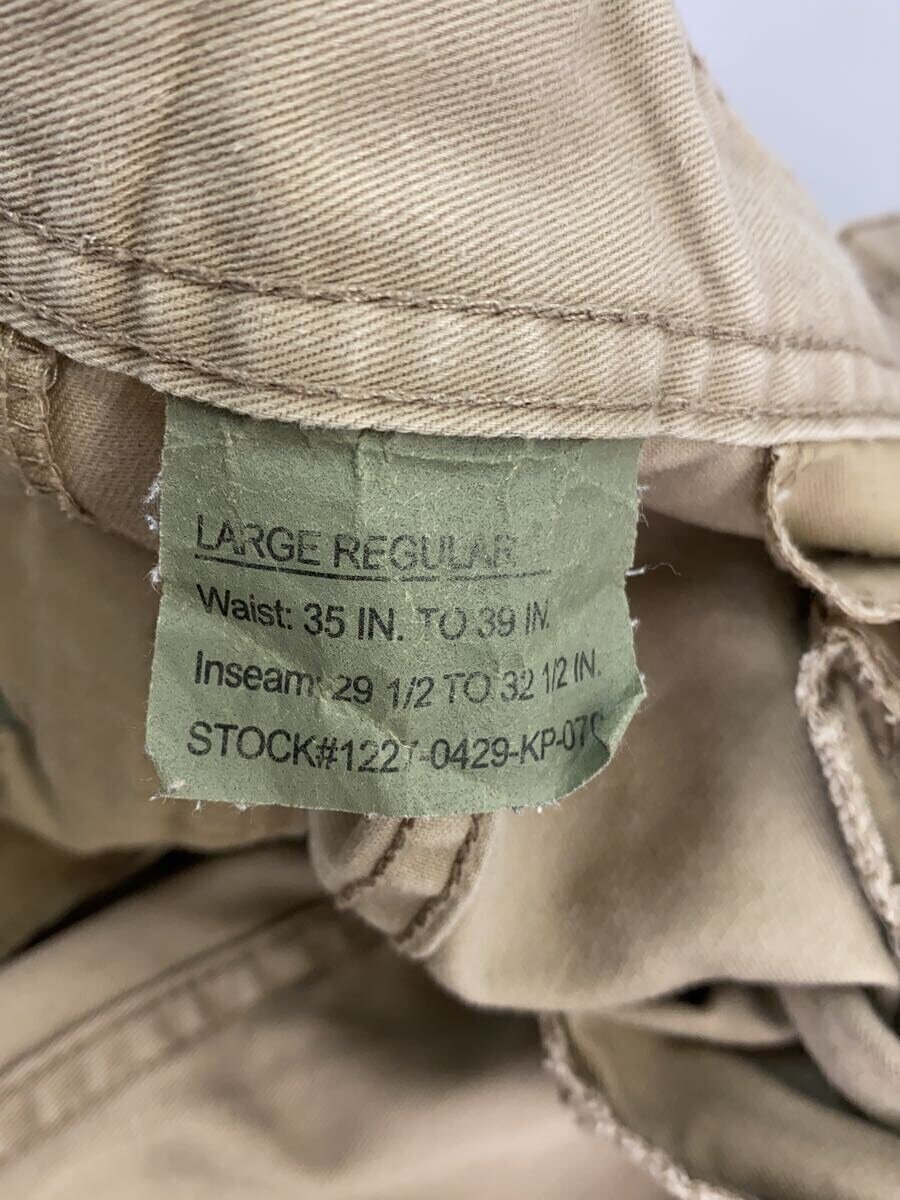 LARGE REGULAR
Waist: 35 IN. TO 39 IN.
Inseam: 29 1/2 TO 32 1/2 IN.
STOCK#1227-0429-KP-07